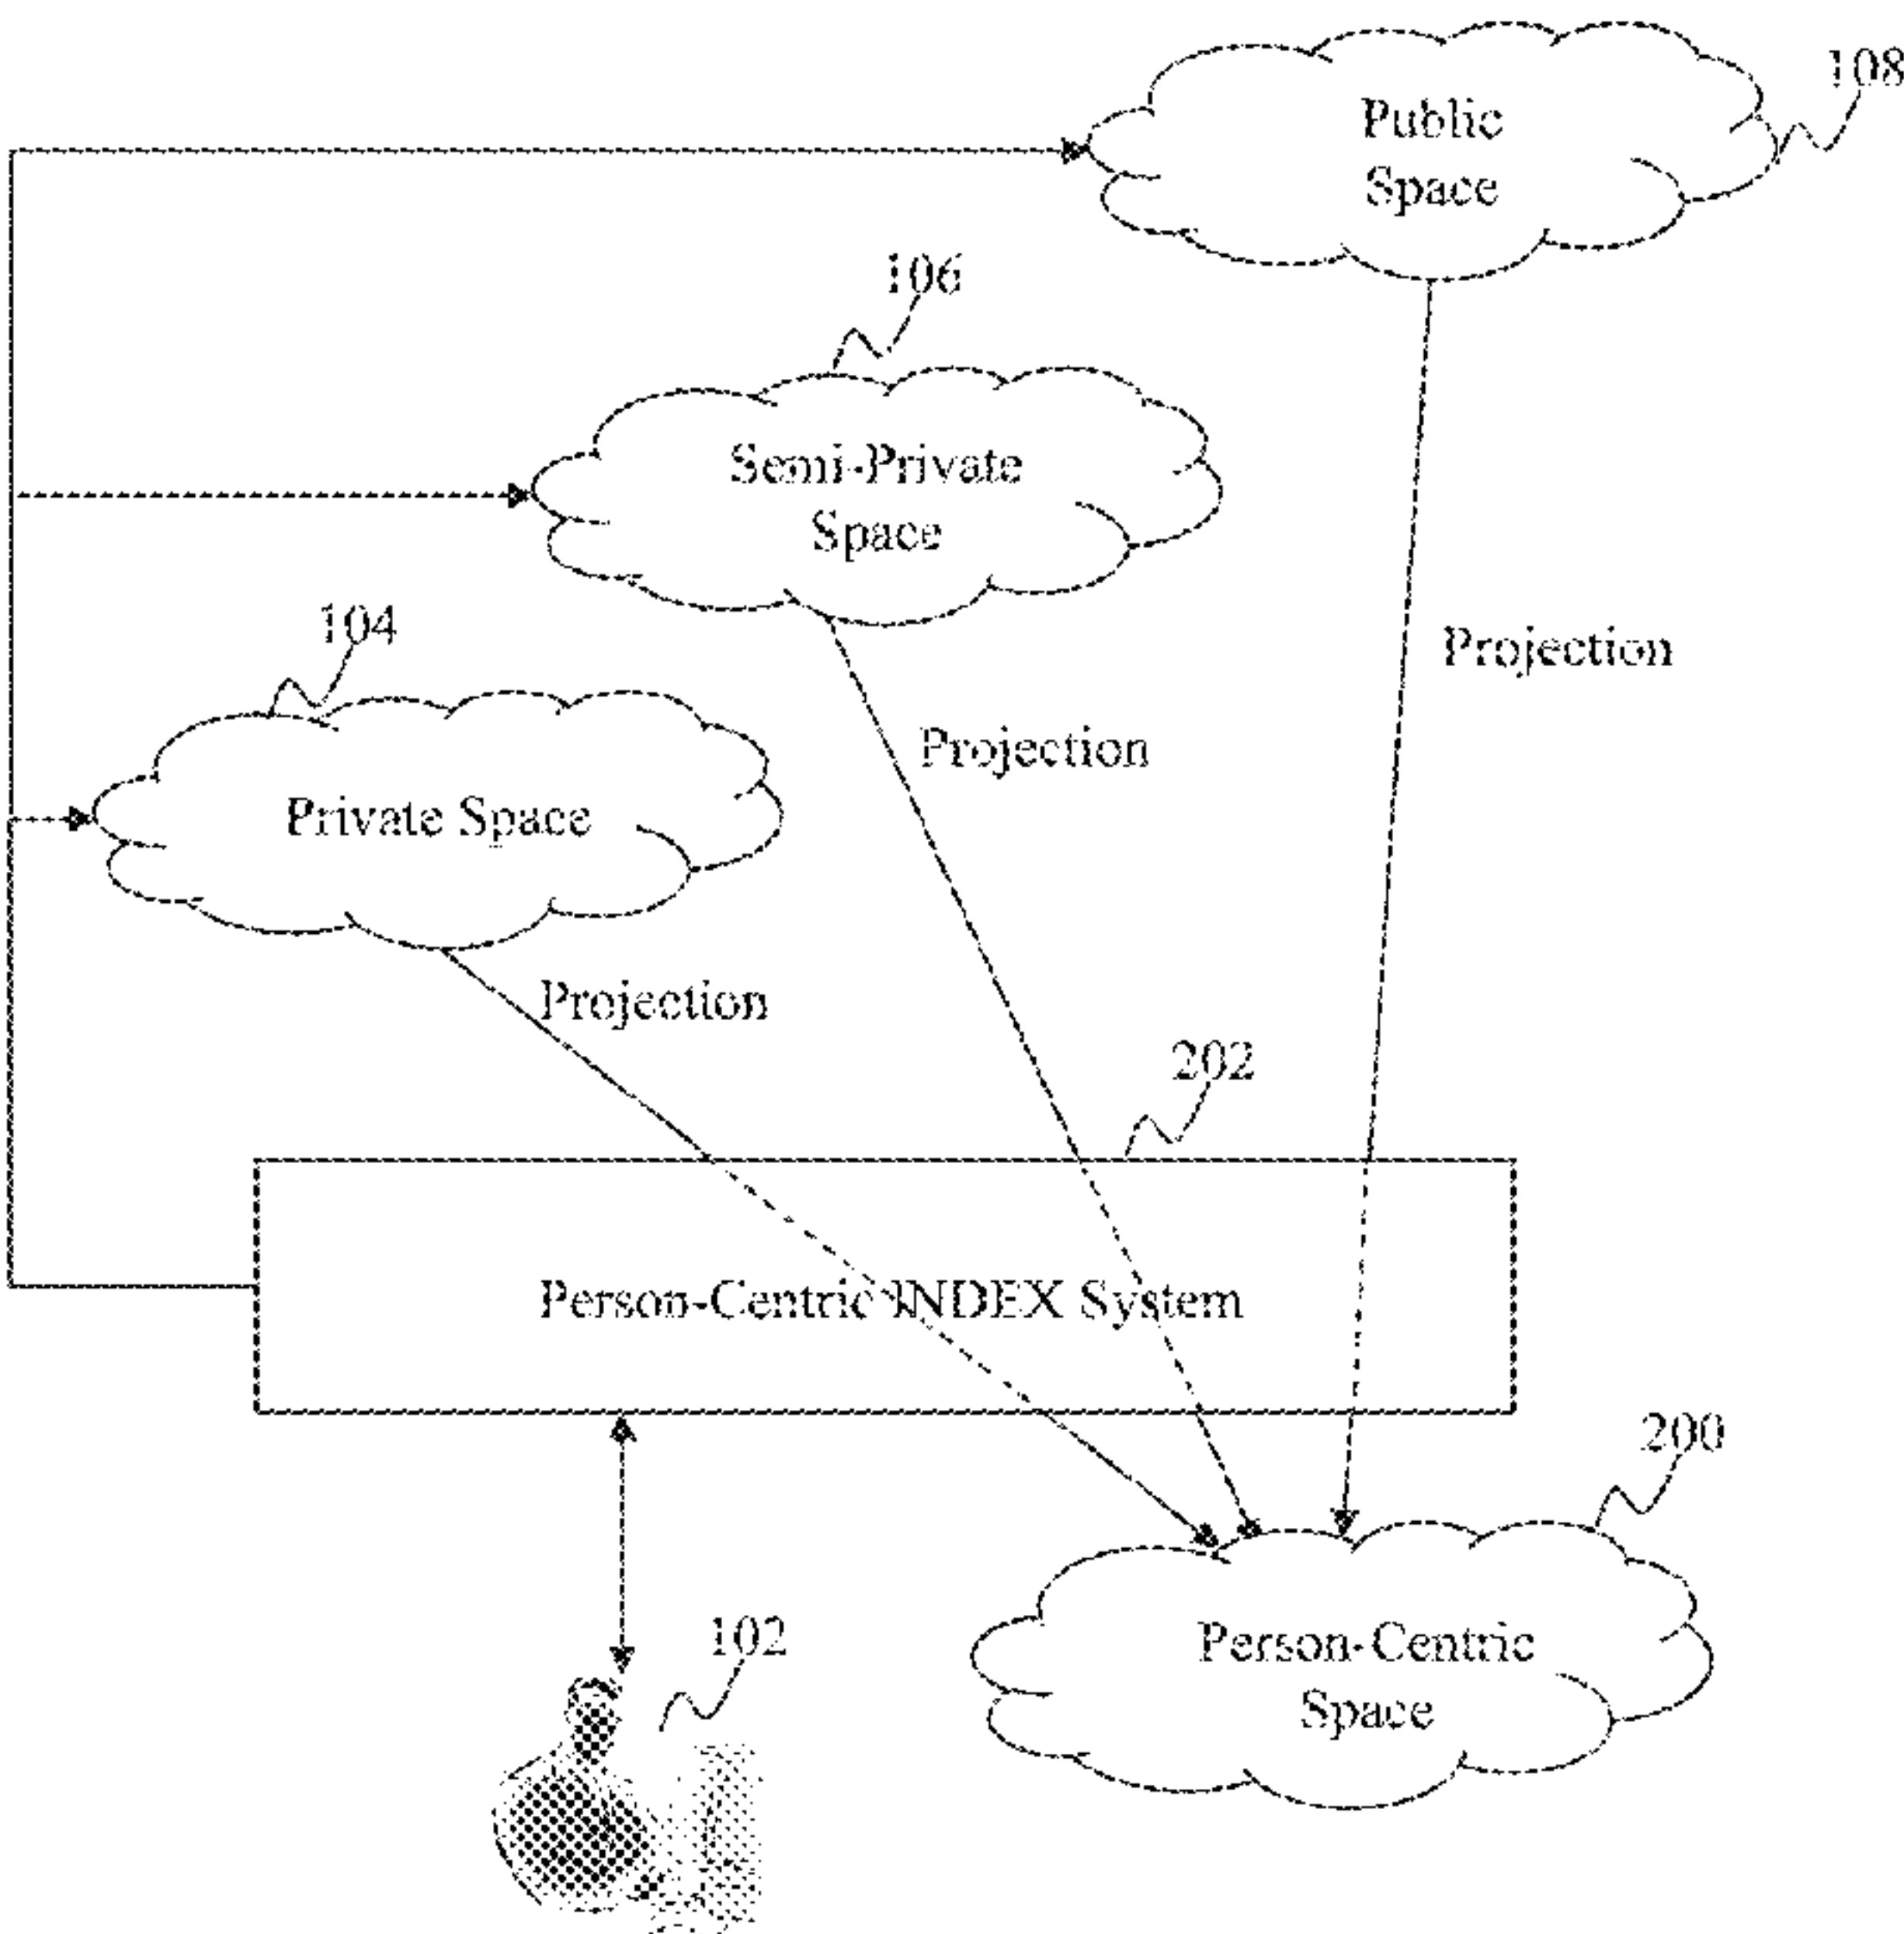 108
Public
Space
106
Semi-Private
Space
104
Projection
Projection
Private Space
Projection
202
Person-Centric INDEX System
200
102
Person-Centric
Space